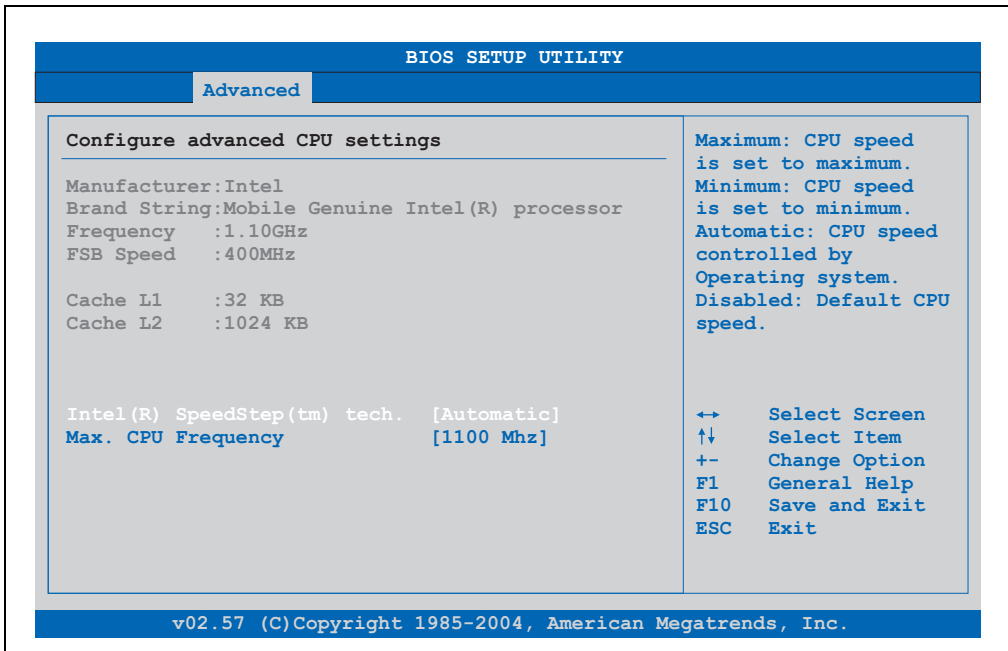 BIOS SETUP UTILITY
Advanced
Configure advanced CPU settings
Manufacturer:Intel
Brand String:Mobile Genuine Intel(R) processor
Frequency :1.10GHz
FSB Speed :400MHz
Cache L1 :32 KB
Cache L2 :1024 KB
Intel(R) SpeedStep(tm) tech. [Automatic]
Max. CPU Frequency [1100 Mhz]
Maximum: CPU speed
is set to maximum.
Minimum: CPU speed
is set to minimum.
Automatic: CPU speed
controlled by
Operating system.
Disabled: Default CPU
speed.
↔ Select Screen
↑↓ Select Item
+- Change Option
F1 General Help
F10 Save and Exit
ESC Exit
v02.57 (C)Copyright 1985-2004, American Megatrends, Inc.